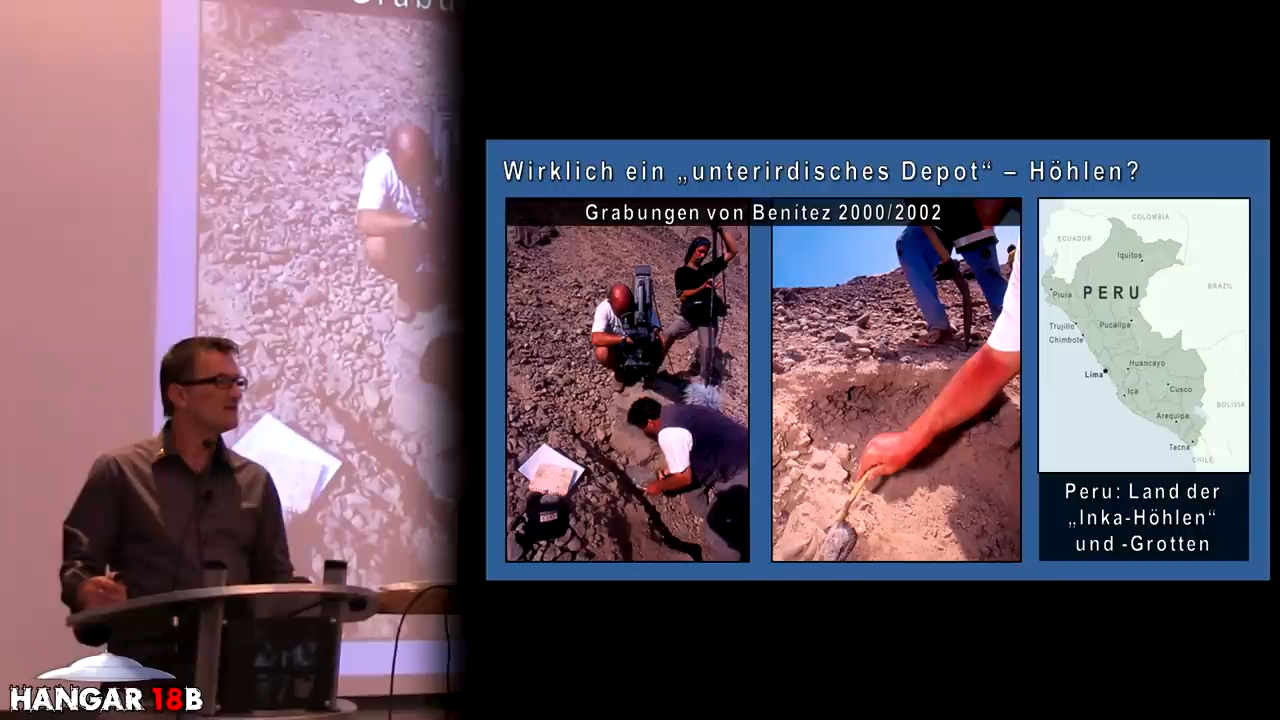 Wirklich ein „unterirdisches Depot“ – Höhlen?
Grabungen von Benítez 2000/2002
COLOMBIA
ECUADOR
Iquitos
PERU
BRAZIL
Piura
Trujillo
Pucallpa
Chimbote
Huancayo
Lima
Cusco
Ica
BOLIVIA
Arequipa
Tacna
CHILE
Peru: Land der
„Inka-Höhlen“
und -Grotten
HANGAR 18B